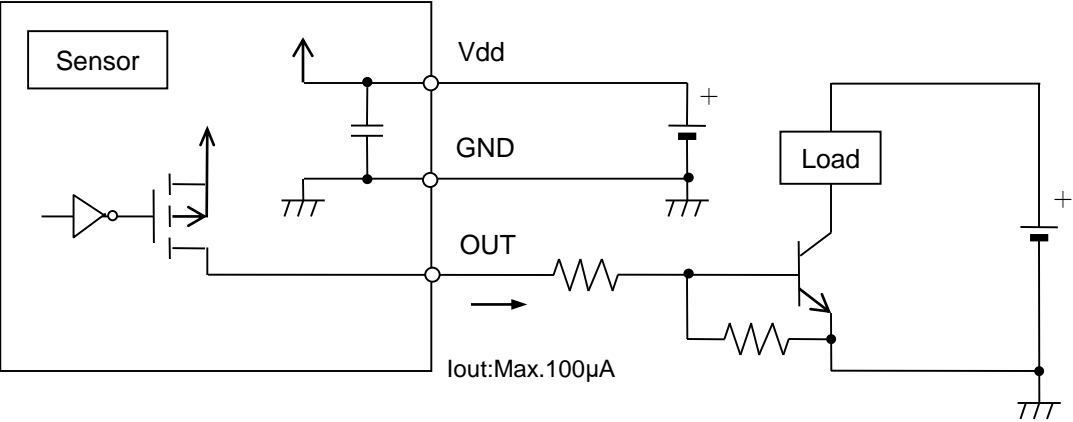 Sensor
Vdd
+
GND
Load
+
OUT
Iout:Max.100µA